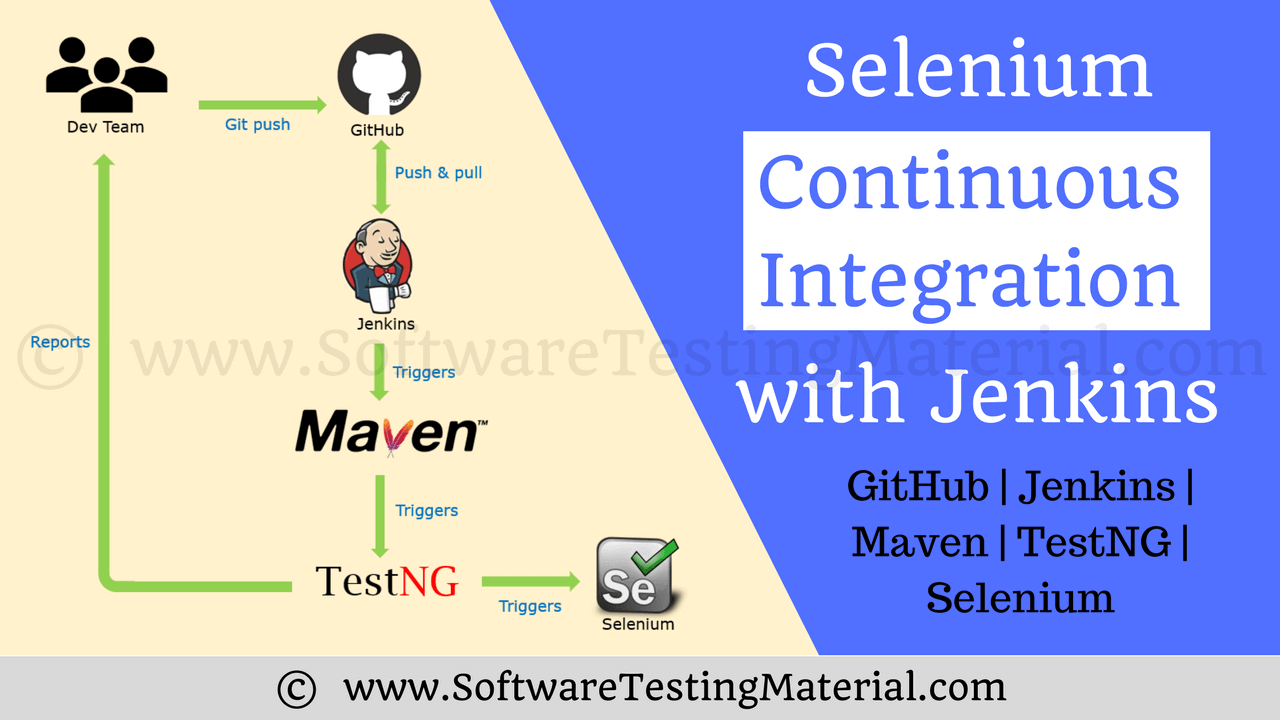 Dev Team
Git push
GitHub
Push & pull
Jenkins
Reports
Triggers
Maven™
Triggers
TestNG
Triggers
Se
Selenium
Selenium
Continuous
Integration
with Jenkins
GitHub | Jenkins |
Maven | TestNG |
Selenium
© www.SoftwareTestingMaterial.com
© www.SoftwareTestingMaterial.com